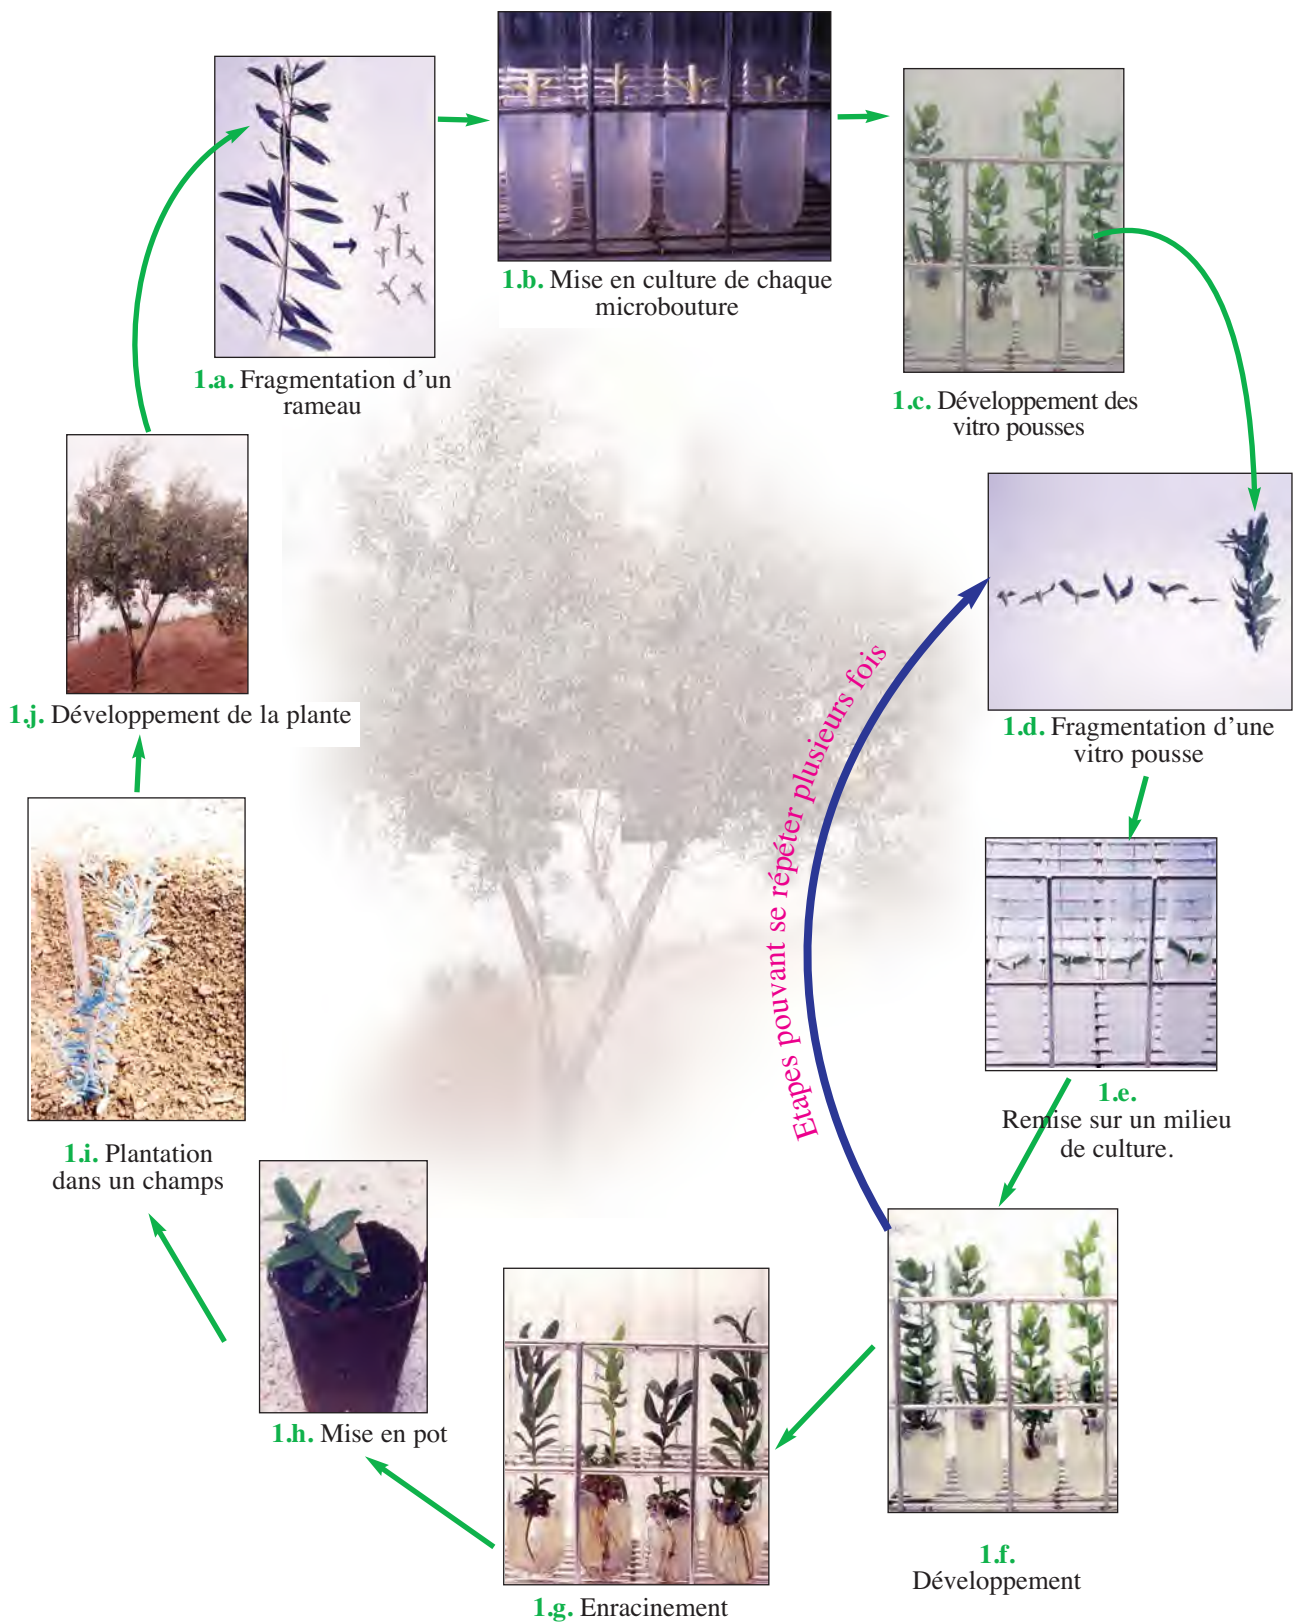 1.a. Fragmentation d'un
rameau
1.b. Mise en culture de chaque
microbouture
1.c. Développement des
vitro pousses
1.d. Fragmentation d'une
vitro pousse
1.e.
Remise sur un milieu
de culture.
Etapes pouvant se répéter plusieurs fois
1.f.
Développement
1.g. Enracinement
1.h. Mise en pot
1.i. Plantation
dans un champs
1.j. Développement de la plante